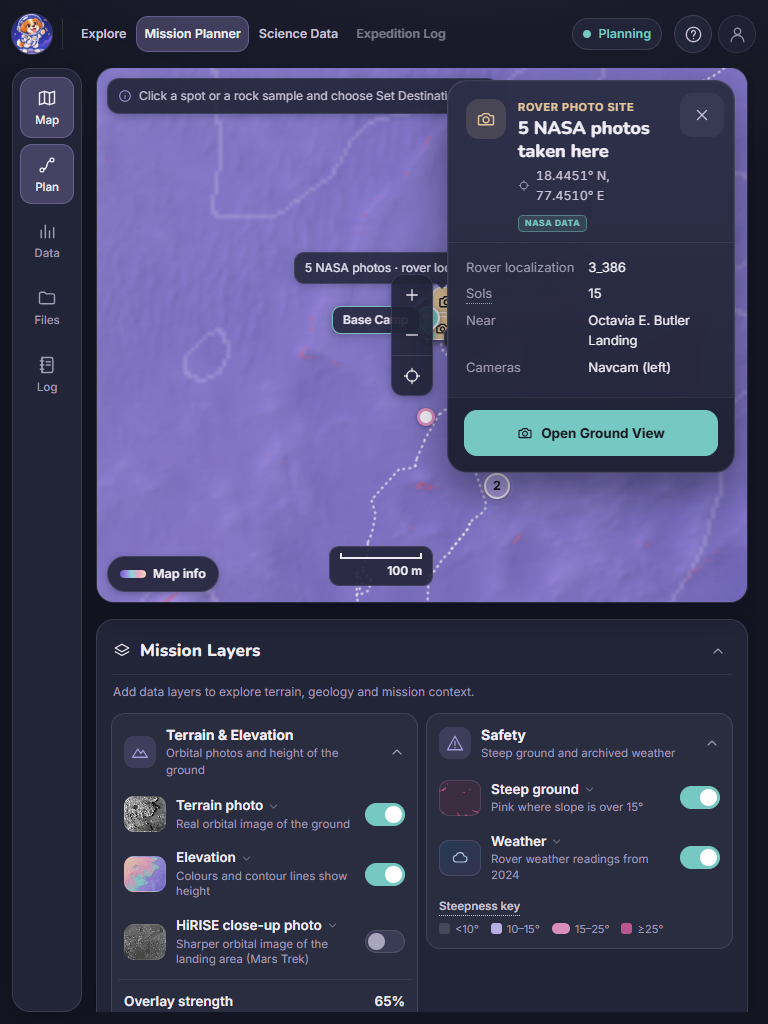 Explore Mission Planner Science Data Expedition Log Planning
Map
Plan
Data
Files
Log
Click a spot or a rock sample and choose Set Destinati
ROVER PHOTO SITE
5 NASA photos
taken here
18.4451° N,
77.4510° E
NASA DATA
Rover localization 3_386
Sols 15
Near Octavia E. Butler
Landing
Cameras Navcam (left)
Open Ground View
5 NASA photos · rover loc
Base Camp
2
Map info
100 m
Mission Layers
Add data layers to explore terrain, geology and mission context.
Terrain & Elevation
Orbital photos and height of the
ground
Terrain photo
Real orbital image of the ground
Elevation
Colours and contour lines show
height
HiRISE close-up photo
Sharper orbital image of the
landing area (Mars Trek)
Overlay strength 65%
Safety
Steep ground and archived weather
Steep ground
Pink where slope is over 15°
Weather
Rover weather readings from
2024
Steepness key
<10° 10–15° 15–25° ≥25°